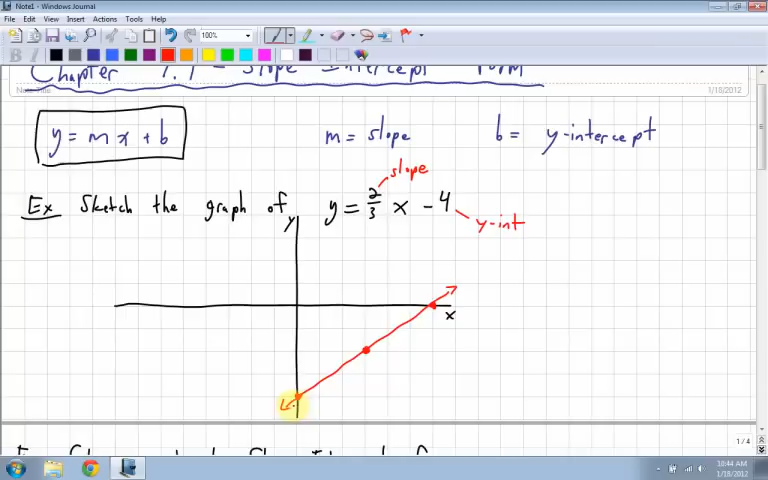 Note1 - Windows Journal
File Edit View Insert Actions Tools Help
100%
Chapter 7.1 - Slope Intercept Form
Note Title
1/18/2012
y = mx + b
m = slope
b = y-intercept
slope
Ex Sketch the graph of y = 2/3 x - 4
y-int
y
x
1 / 4
10:44 AM
1/18/2012